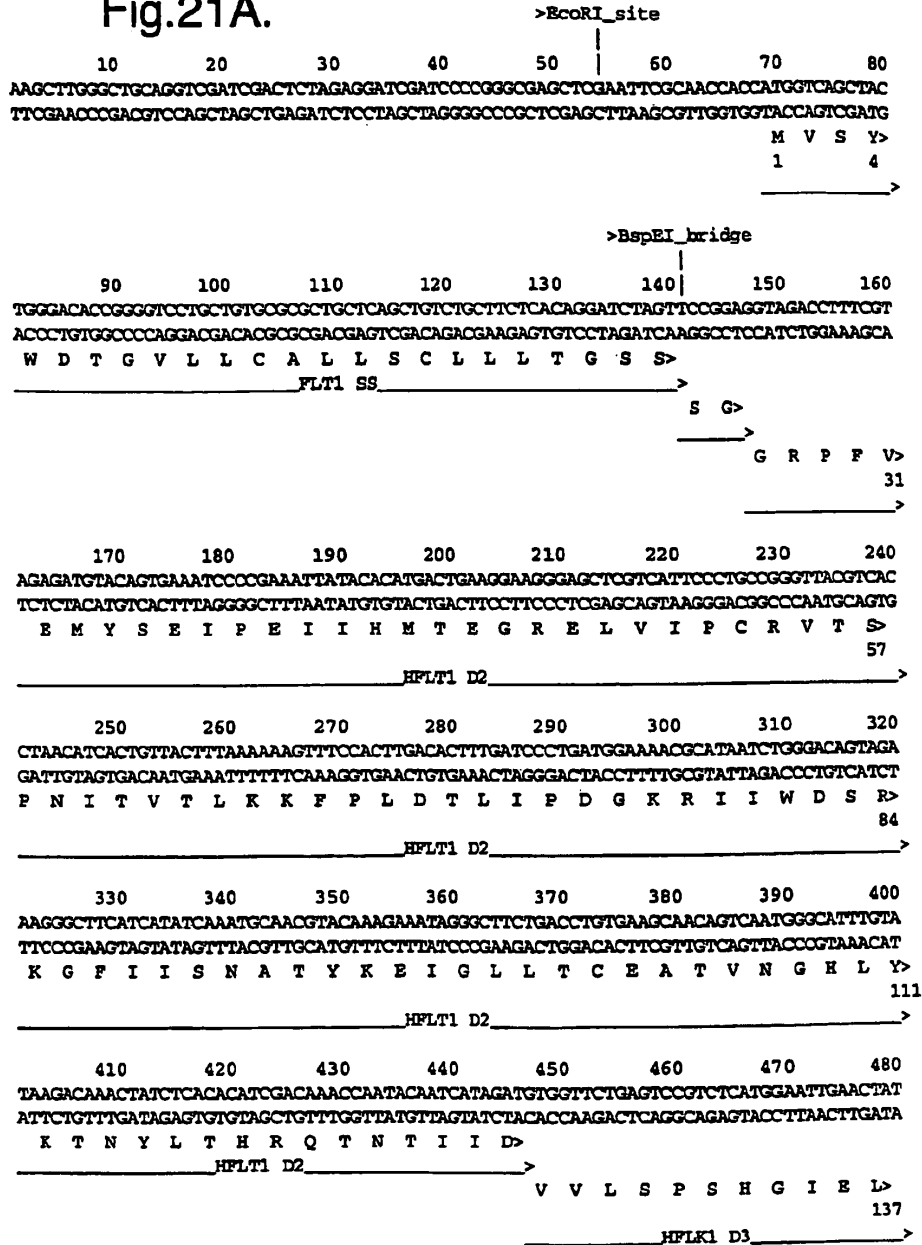 Fig.21A.
>EcoRI_site
10 20 30 40 50 60 70 80
AAGCTTGGGCTGCAGGTCGATCGACTCTAGAGGATCGATCCCCGGGCGAGCTCGAATTCGCAACCACCATGGTCAGCTAC
TTCGAACCCGACGTCCAGCTAGCTGAGATCTCCTAGCTAGGGGCCCGCTCGAGCTTAAGCGTTGGTGGTACCAGTCGATG
M V S Y>
1 4
>
>BspEI_bridge
90 100 110 120 130 140 150 160
TGGGACACCGGGGTCCTGCTGTGCGCGCTGCTCAGCTGTCTGCTTCTCACAGGATCTAGTTCCGGAGGTAGACCTTTCGT
ACCCTGTGGCCCCAGGACGACACGCGCGACGAGTCGACAGACGAAGAGTGTCCTAGATCAAGGCCTCCATCTGGAAAGCA
W D T G V L L C A L L S C L L L T G S S>
FLT1 SS >
S G>
>
G R P F V>
31
>
170 180 190 200 210 220 230 240
AGAGATGTACAGTGAAATCCCCGAAATTATACACATGACTGAAGGAAGGGAGCTCGTCATTCCCTGCCGGGTTACGTCAC
TCTCTACATGTCACTTTAGGGGCTTTAATATGTGTACTGACTTCCTTCCCTCGAGCAGTAAGGGACGGCCCAATGCAGTG
E M Y S E I P E I I H M T E G R E L V I P C R V T S>
57
HFLT1 D2 >
250 260 270 280 290 300 310 320
CTAACATCACTGTTACTTTAAAAAAGTTTCCACTTGACACTTTGATCCCTGATGGAAAACGCATAATCTGGGACAGTAGA
GATTGTAGTGACAATGAAATTTTTTCAAAGGTGAACTGTGAAACTAGGGACTACCTTTTGCGTATTAGACCCTGTCATCT
P N I T V T L K K F P L D T L I P D G K R I I W D S R>
84
HFLT1 D2 >
330 340 350 360 370 380 390 400
AAGGGCTTCATCATATCAAATGCAACGTACAAAGAAATAGGGCTTCTGACCTGTGAAGCAACAGTCAATGGGCATTTGTA
TTCCCGAAGTAGTATAGTTTACGTTGCATGTTTCTTTATCCCGAAGACTGGACACTTCGTTGTCAGTTACCCGTAAACAT
K G F I I S N A T Y K E I G L L T C E A T V N G H L Y>
111
HFLT1 D2 >
410 420 430 440 450 460 470 480
TAAGACAAACTATCTCACACATCGACAAACCAATACAATCATAGATGTGGTTCTGAGTCCGTCTCATGGAATTGAACTAT
ATTCTGTTTGATAGAGTGTGTAGCTGTTTGGTTATGTTAGTATCTACACCAAGACTCAGGCAGAGTACCTTAACTTGATA
K T N Y L T H R Q T N T I I D>
HFLT1 D2 >
V V L S P S H G I E L>
137
HFLK1 D3 >